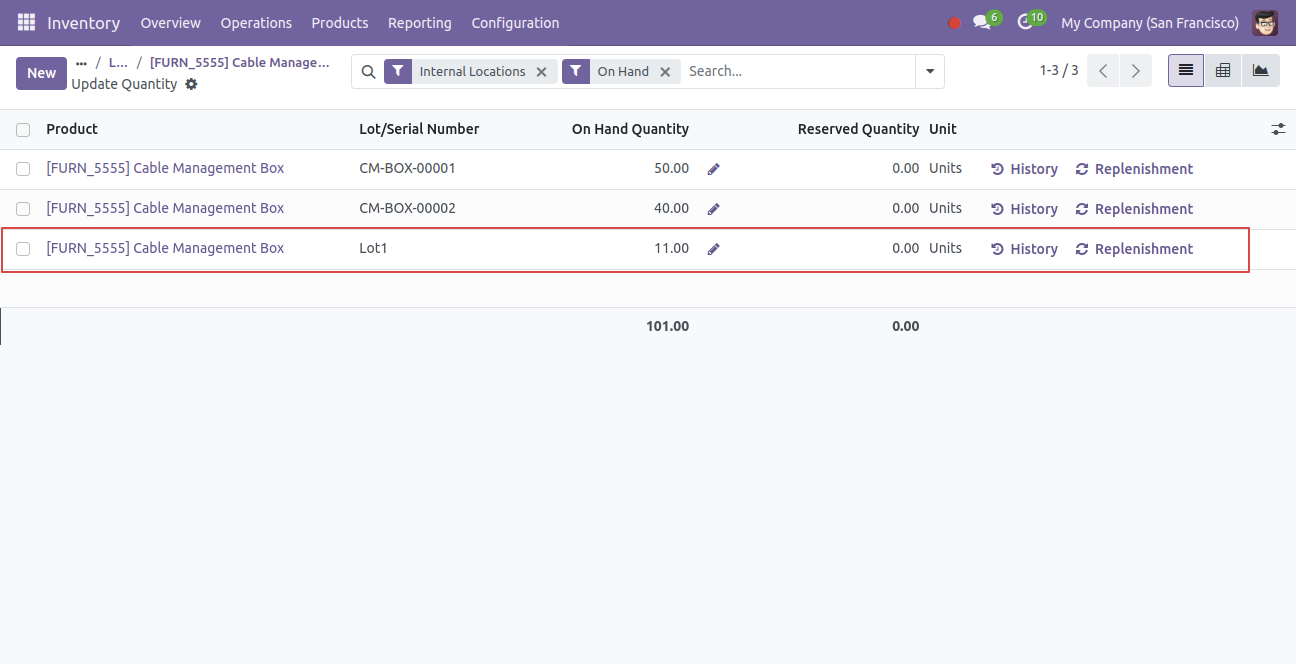 Inventory Overview Operations Products Reporting Configuration 6 10 My Company (San Francisco)
New ... / L... / [FURN_5555] Cable Manage...
Update Quantity
Internal Locations On Hand Search... 1-3 / 3
Product Lot/Serial Number On Hand Quantity Reserved Quantity Unit
[FURN_5555] Cable Management Box CM-BOX-00001 50.00 0.00 Units History Replenishment
[FURN_5555] Cable Management Box CM-BOX-00002 40.00 0.00 Units History Replenishment
[FURN_5555] Cable Management Box Lot1 11.00 0.00 Units History Replenishment
101.00 0.00